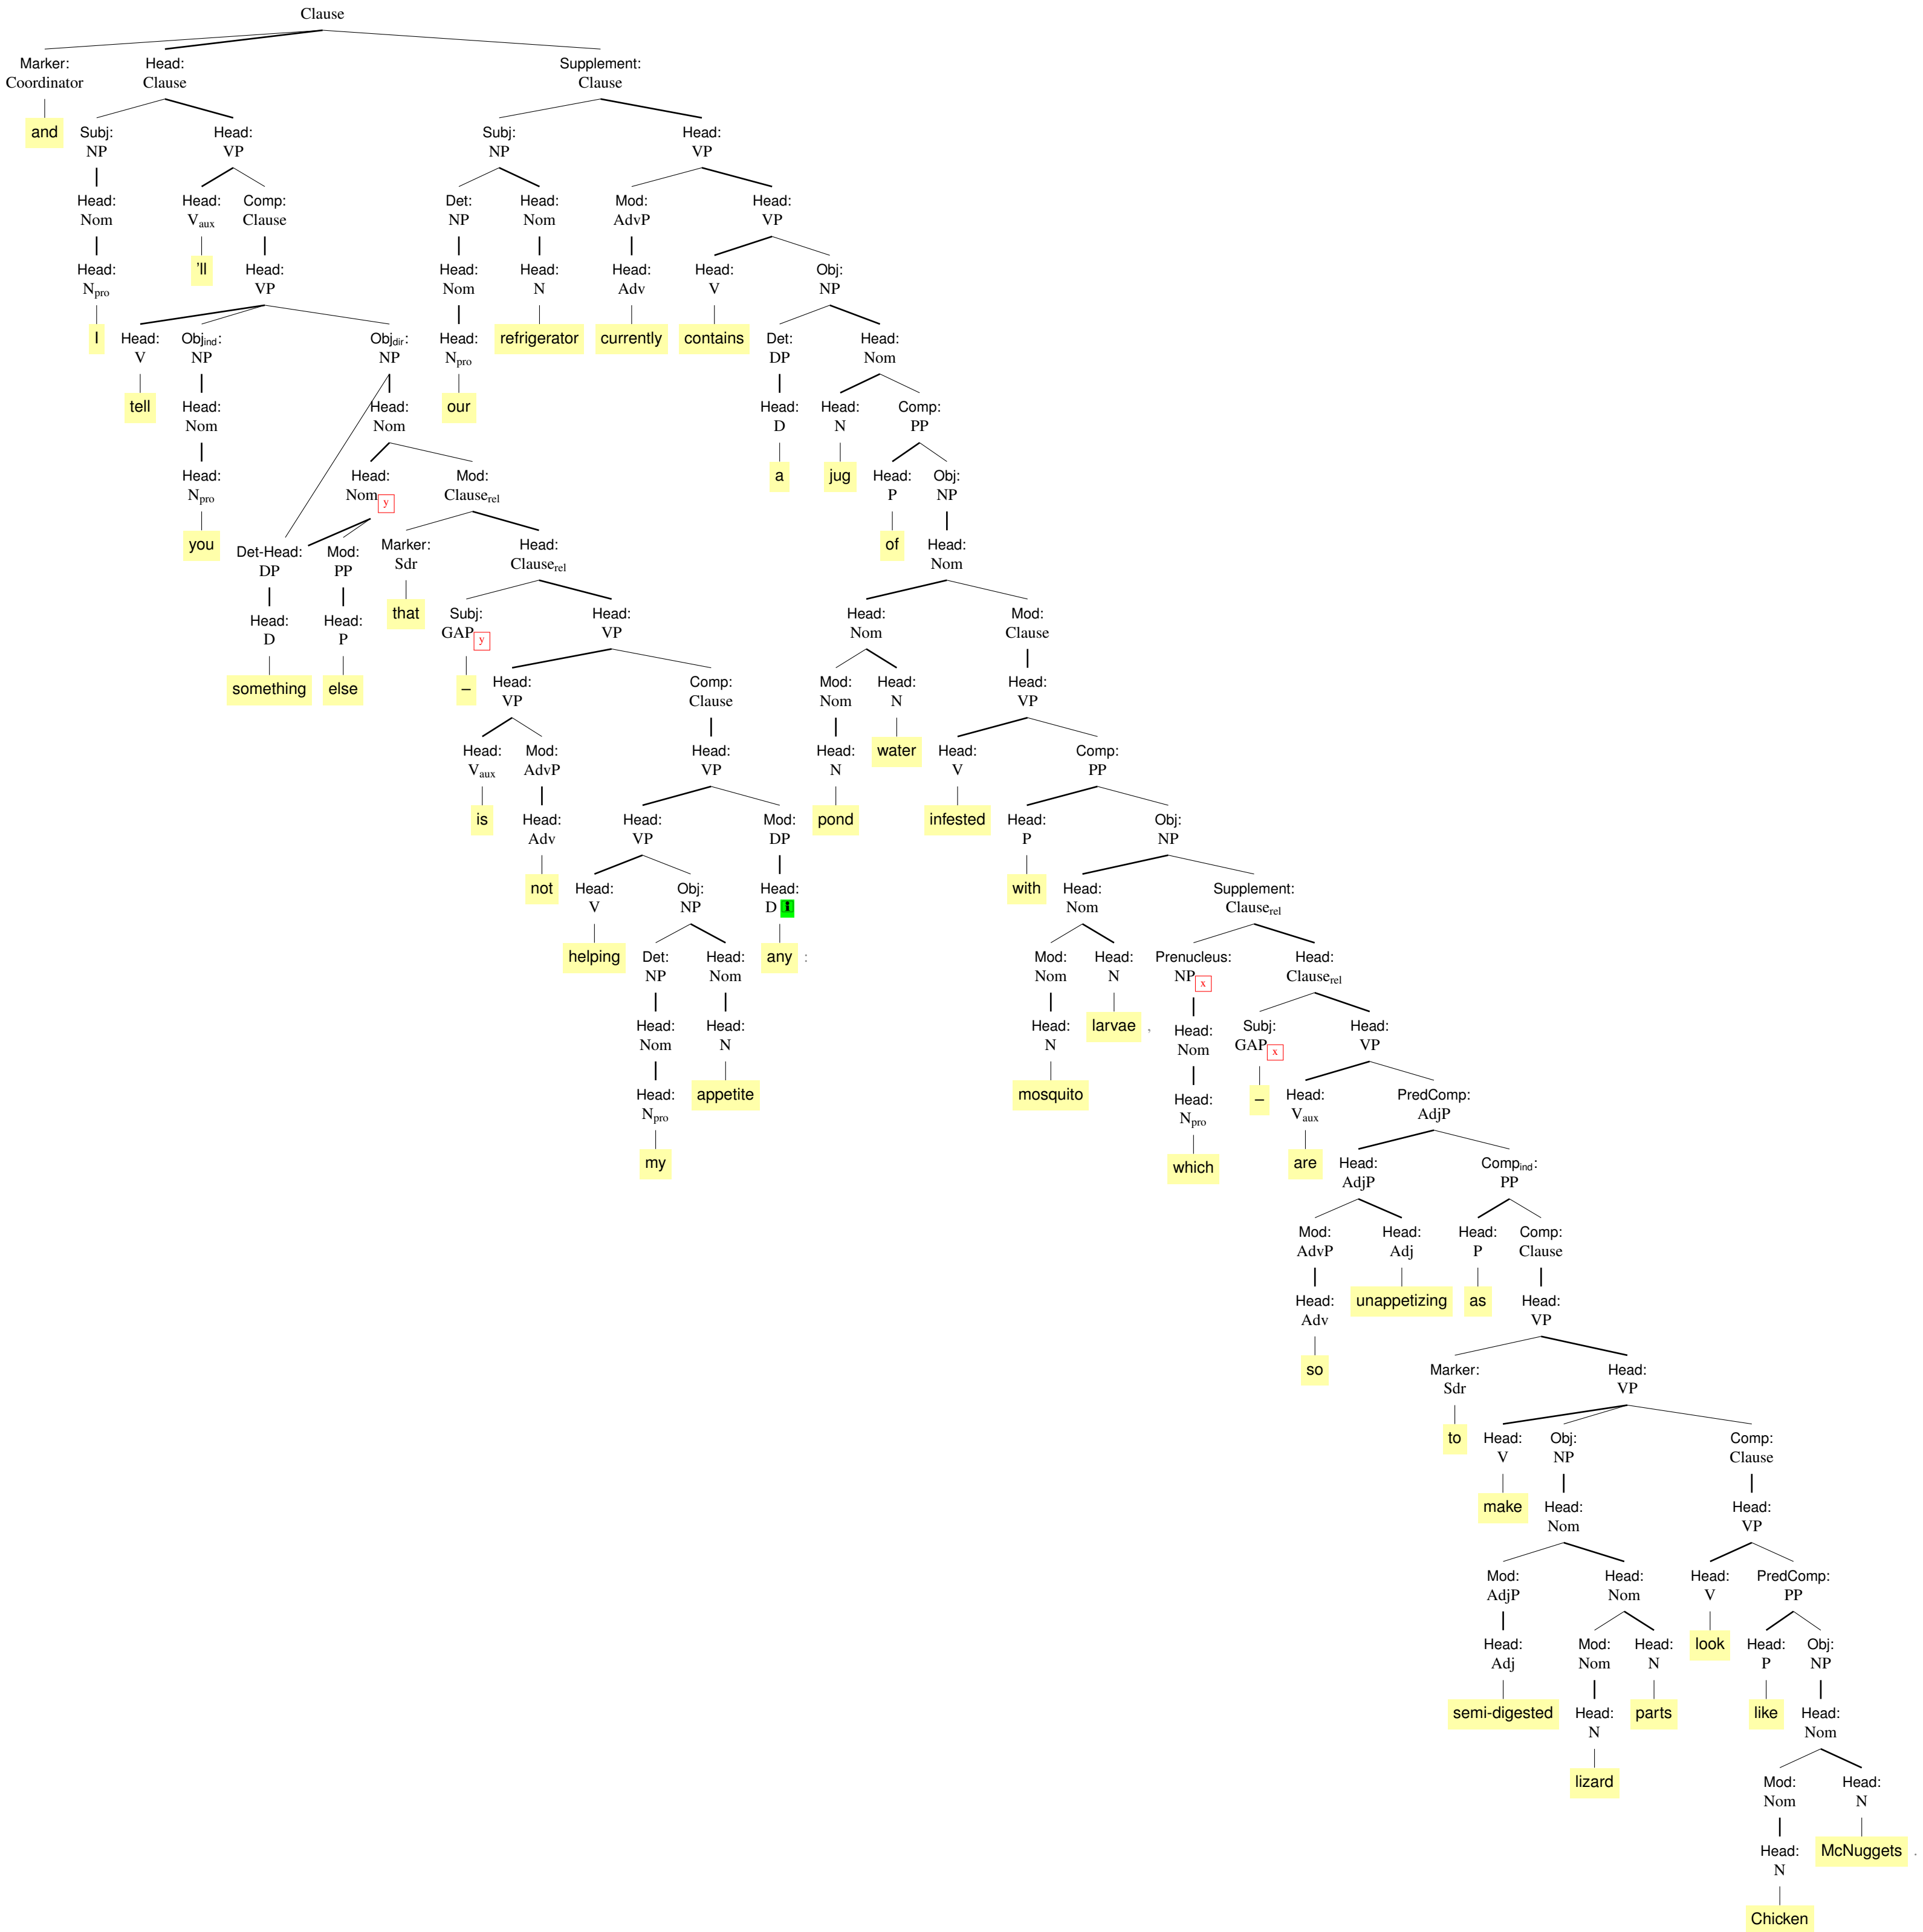 Clause
Marker: Head: Supplement:
Coordinator Clause Clause
and Subj: Head: Subj: Head:
NP VP NP VP
Head: Head: Comp: Det: Head: Mod: Head:
Nom Vaux Clause NP Nom AdvP VP
Head: 'll Head: Head: Head: Head: Head: Obj:
Npro VP Nom N Adv V NP
I Head: Objind: Objdir: Head: refrigerator currently contains Det: Head:
V NP NP Npro DP Nom
tell Head: Head: our Head: Head: Comp:
Nom Nom D N PP
Head: Head: Mod: a jug Head: Obj:
Npro Nom y Clauserel P NP
you Det-Head: Mod: Marker: Head: of Head:
DP PP Sdr Clauserel Nom
Head: Head: that Subj: Head: Head: Mod:
D P GAP y VP Nom Clause
something else – Head: Comp: Mod: Head: Head:
VP Clause Nom N VP
Head: Mod: Head: Head: water Head: Comp:
Vaux AdvP VP N V PP
is Head: Head: Mod: pond infested Head: Obj:
Adv VP DP P NP
not Head: Obj: Head: with Head: Supplement:
V NP D i Nom Clauserel
helping Det: Head: any : Mod: Head: Prenucleus: Head:
NP Nom Nom N NP x Clauserel
Head: Head: Head: larvae , Head: Subj: Head:
Nom N N Nom GAP x VP
Head: appetite mosquito Head: – Head: PredComp:
Npro Npro Vaux AdjP
my which are Head: Compind:
AdjP PP
Mod: Head: Head: Comp:
AdvP Adj P Clause
Head: unappetizing as Head:
Adv VP
so Marker: Head:
Sdr VP
to Head: Obj: Comp:
V NP Clause
make Head: Head:
Nom VP
Mod: Head: Head: PredComp:
AdjP Nom V PP
Head: Mod: Head: look Head: Obj:
Adj Nom N P NP
semi-digested Head: parts like Head:
N Nom
lizard Mod: Head:
Nom N
Head: McNuggets .
N
Chicken